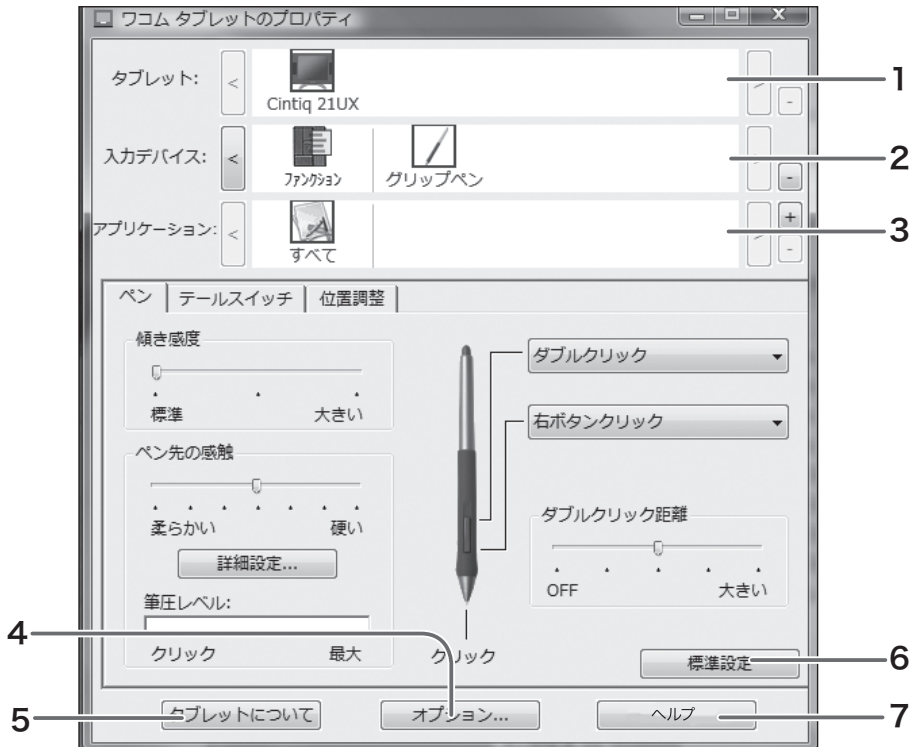 ワコム タブレットのプロパティ
タブレット:
Cintiq 21UX
1
入力デバイス:
ファンクション
グリップペン
2
アプリケーション:
すべて
3
ペン テールスイッチ 位置調整
傾き感度
標準 大きい
ダブルクリック
右ボタンクリック
ペン先の感触
柔らかい 硬い
詳細設定...
筆圧レベル:
クリック 最大
クリック
ダブルクリック距離
OFF 大きい
4
標準設定
6
5
タブレットについて
オプション...
ヘルプ
7